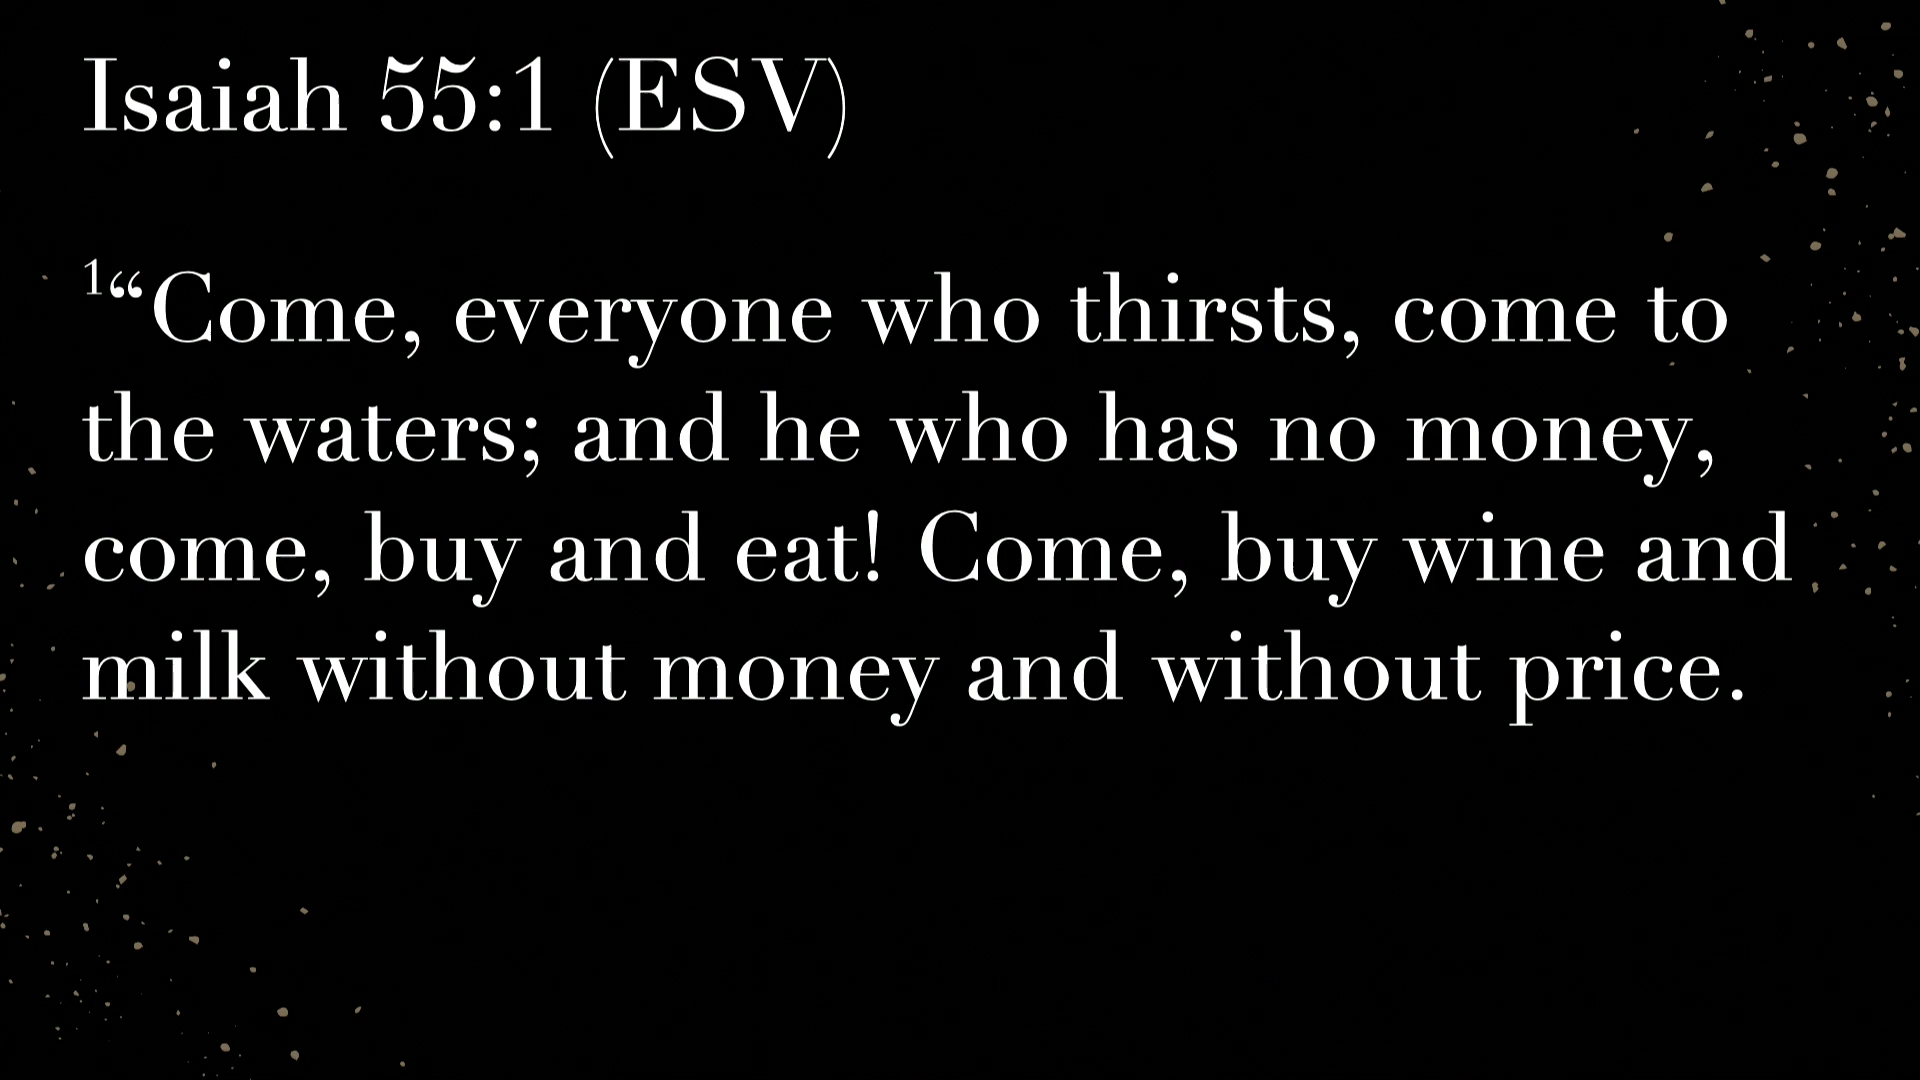 Isaiah 55:1 (ESV)
¹“Come, everyone who thirsts, come to
the waters; and he who has no money,
come, buy and eat! Come, buy wine and
milk without money and without price.